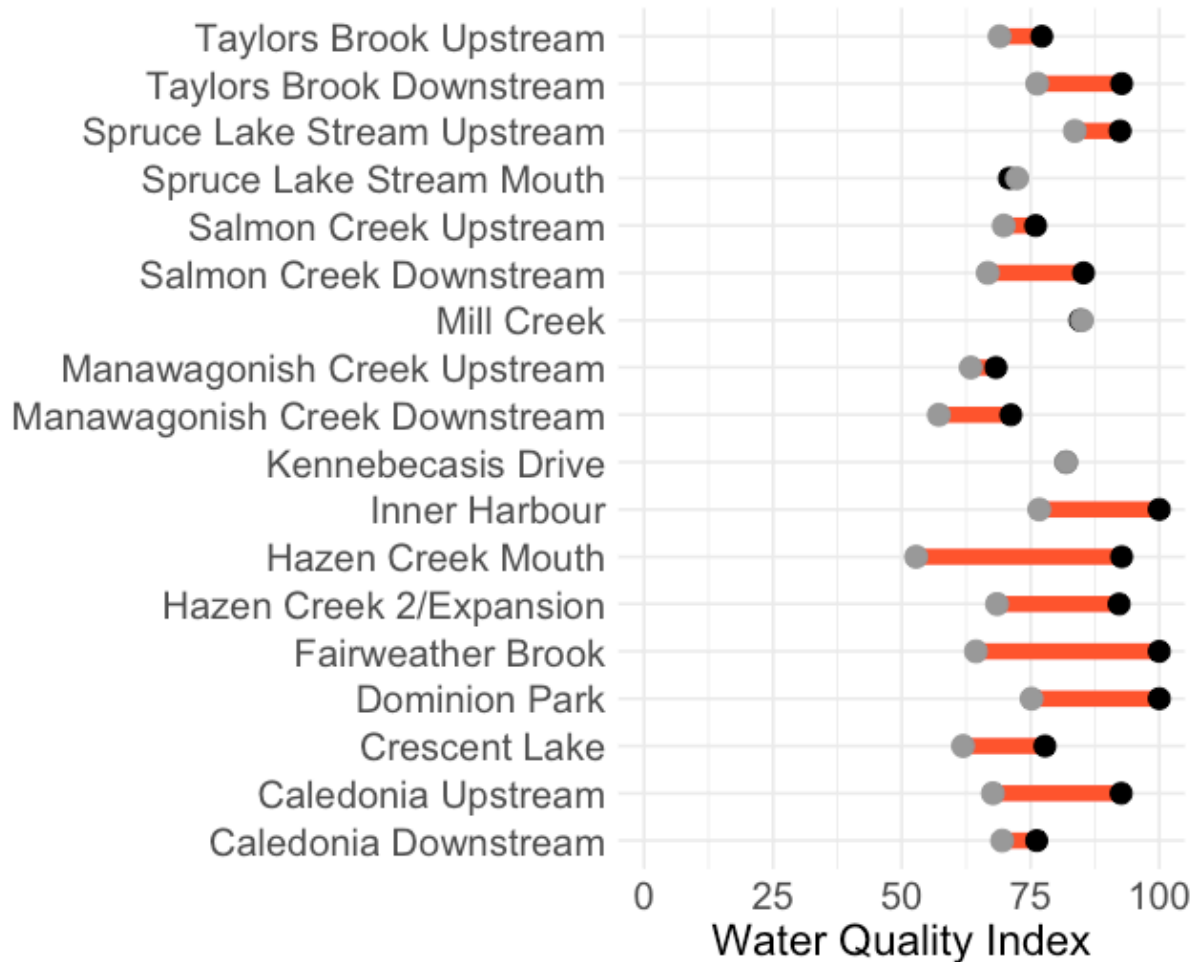 Taylors Brook Upstream
Taylors Brook Downstream
Spruce Lake Stream Upstream
Spruce Lake Stream Mouth
Salmon Creek Upstream
Salmon Creek Downstream
Mill Creek
Manawagonish Creek Upstream
Manawagonish Creek Downstream
Kennebecasis Drive
Inner Harbour
Hazen Creek Mouth
Hazen Creek 2/Expansion
Fairweather Brook
Dominion Park
Crescent Lake
Caledonia Upstream
Caledonia Downstream
0 25 50 75 100
Water Quality Index